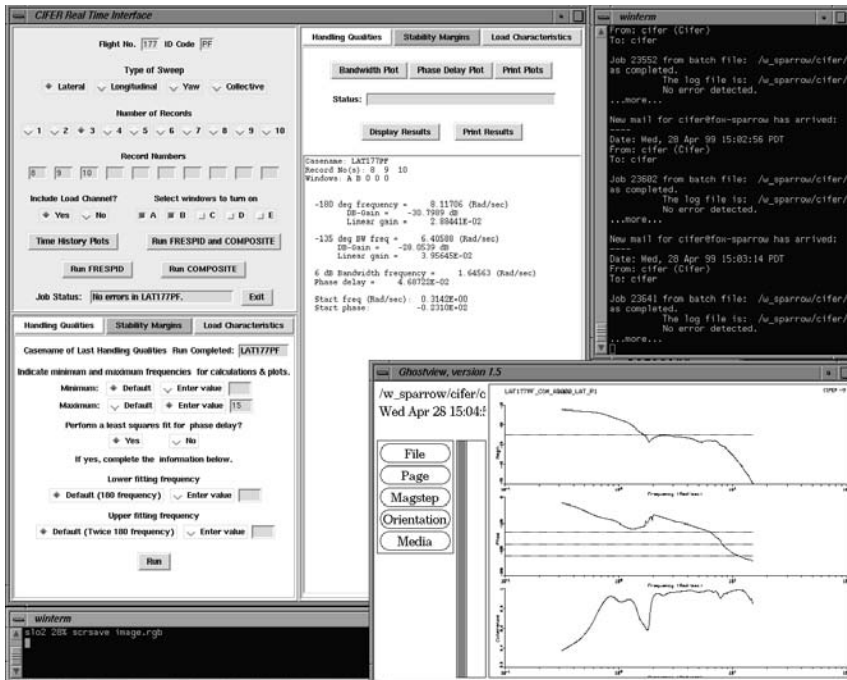 CIFER Real Time Interface
Flight No. 177 ID Code PF
Type of Sweep
Lateral Longitudinal Yaw Collective
Number of Records
1 2 3 4 5 6 7 8 9 10
Record Numbers
8 9 10
Include Load Channel? Select windows to turn on
Yes No A B C D E
Time History Plots Run FRESPID and COMPOSITE
Run FRESPID Run COMPOSITE
Job Status: No errors in LAT177PF. Exit
Handling Qualities Stability Margins Load Characteristics
Casename of Last Handling Qualities Run Completed: LAT177PF
Indicate minimum and maximum frequencies for calculations & plots.
Minimum: Default Enter value
Maximum: Default Enter value 15
Perform a least squares fit for phase delay?
Yes No
If yes, complete the information below.
Lower fitting frequency
Default (180 frequency) Enter value
Upper fitting frequency
Default (Twice 180 frequency) Enter value
Run
Handling Qualities Stability Margins Load Characteristics
Bandwidth Plot Phase Delay Plot Print Plots
Status:
Display Results Print Results
Casename: LAT177PF
Record No(s): 8 9 10
Windows: A B 0 0 0
-180 deg frequency = 8.11706 (Rad/sec)
DB-Gain = -30.7989 dB
Linear gain = 2.88441E-02
-135 deg BW freq = 6.40580 (Rad/sec)
DB-Gain = -28.0539 dB
Linear gain = 3.95645E-02
6 dB Bandwidth frequency = 1.64563 (Rad/sec)
Phase delay = 4.68722E-02
Start freq (Rad/sec): 0.3142E+00
Start phase: -0.2310E+02
winterm
From: cifer (Cifer)
To: cifer
Job 23552 from batch file: /w_sparrow/cifer/
as completed.
The log file is: /w_sparrow/cifer/
No error detected.
...more...
New mail for cifer@fox-sparrow has arrived:
----
Date: Wed, 28 Apr 99 15:02:56 PDT
From: cifer (Cifer)
To: cifer
Job 23602 from batch file: /w_sparrow/cifer/
as completed.
The log file is: /w_sparrow/cifer/
No error detected.
...more...
New mail for cifer@fox-sparrow has arrived:
----
Date: Wed, 28 Apr 99 15:03:14 PDT
From: cifer (Cifer)
To: cifer
Job 23641 from batch file: /w_sparrow/cifer/
as completed.
The log file is: /w_sparrow/cifer/
No error detected.
...more...
Ghostview, version 1.5
/w_sparrow/cifer/c
Wed Apr 28 15:04:5
File
Page
Magstep
Orientation
Media
Frequency (Rad/sec)
Frequency (Rad/sec)
Coherence
Frequency (Rad/sec)
winterm
slo2 28% scrsave image.rgb